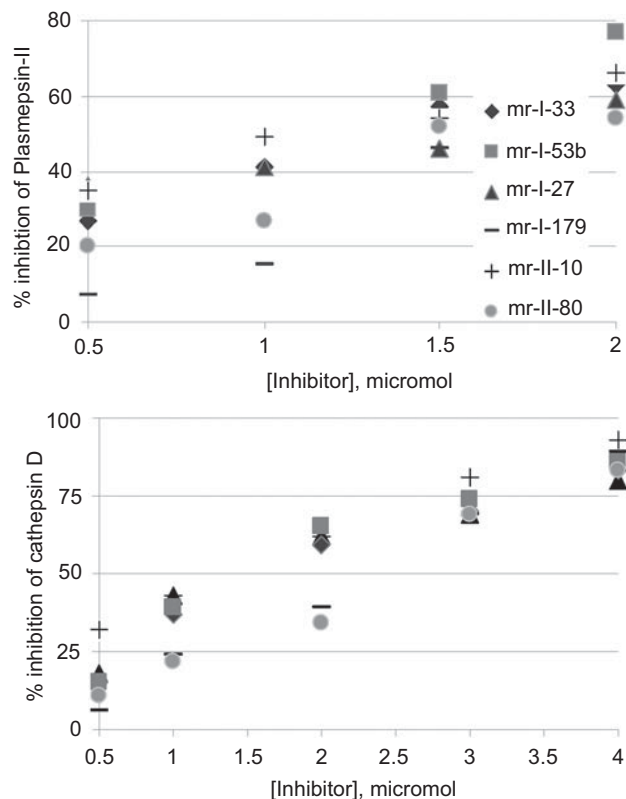 80
60
40
20
0
% inhibtion of Plasmepsin-II
0.5 1 1.5 2
[Inhibitor], micromol
mr-I-33
mr-I-53b
mr-I-27
mr-I-179
mr-II-10
mr-II-80
100
75
50
25
0
% inhibition of cathepsin D
0.5 1 1.5 2 2.5 3 3.5 4
[Inhibitor], micromol